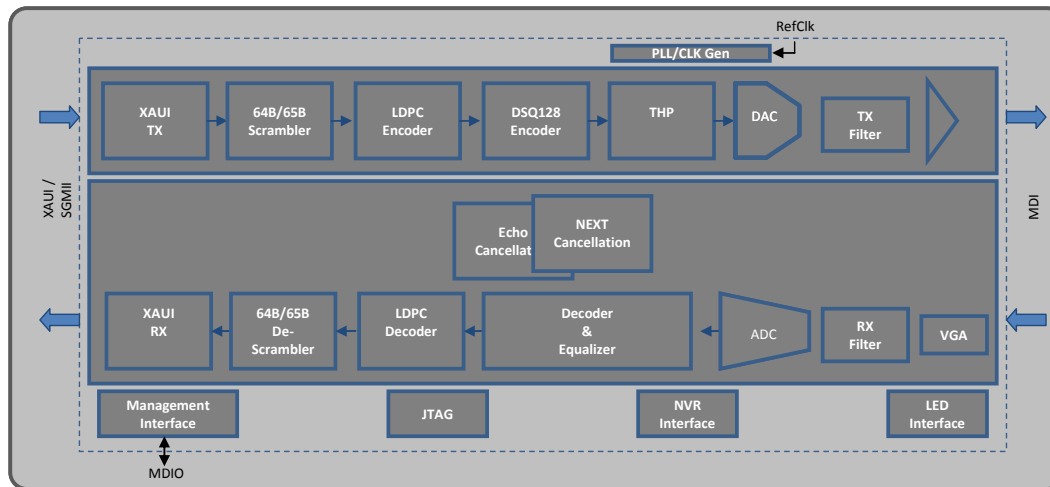 RefClk
PLL/CLK Gen
XAUI
TX
64B/65B
Scrambler
LDPC
Encoder
DSQ128
Encoder
THP
DAC
TX
Filter
XAUI /
SGMII
MDI
Echo
Cancellat
NEXT
Cancellation
XAUI
RX
64B/65B
De-
Scrambler
LDPC
Decoder
Decoder
&
Equalizer
ADC
RX
Filter
VGA
Management
Interface
JTAG
NVR
Interface
LED
Interface
MDIO